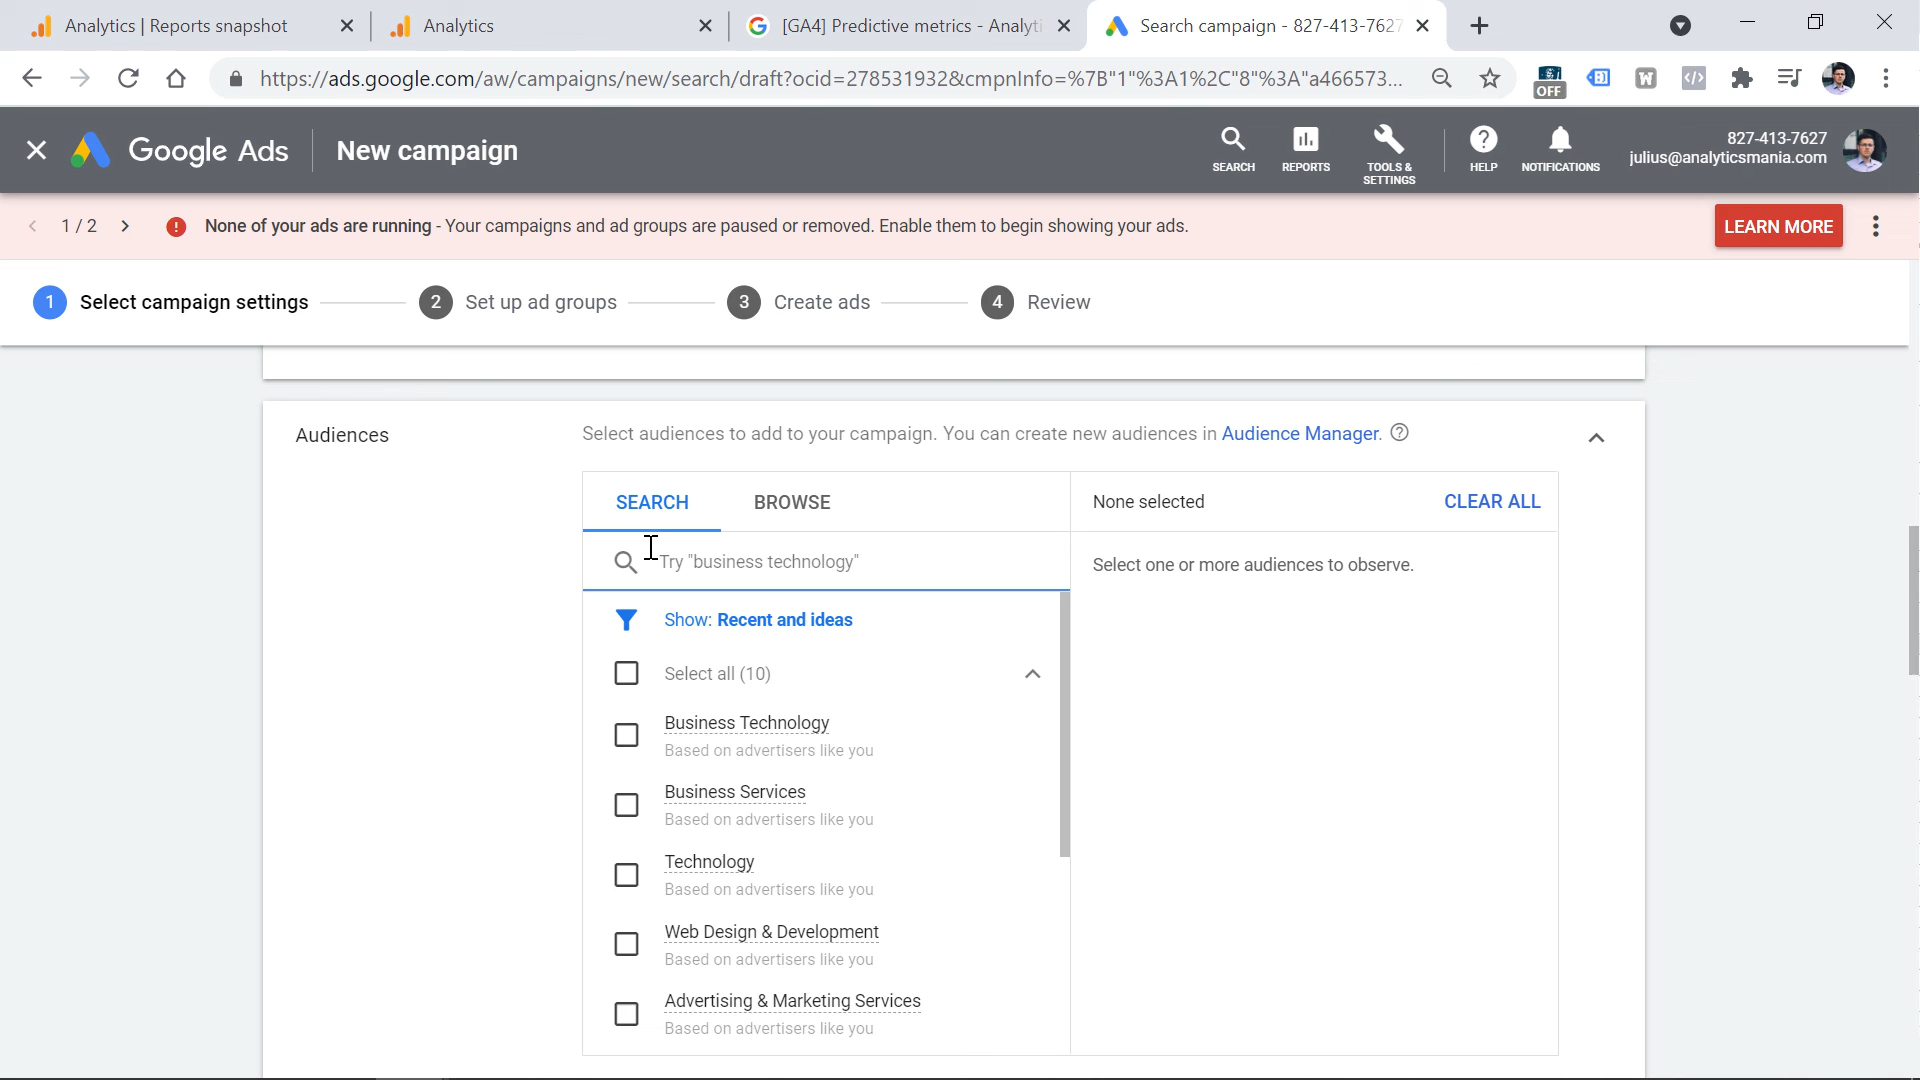 Analytics | Reports snapshot
Analytics
[GA4] Predictive metrics - Analyti
Search campaign - 827-413-7627
https://ads.google.com/aw/campaigns/new/search/draft?ocid=278531932&cmpnInfo=%7B"1"%3A1%2C"8"%3A"a466573...
OFF
W
Google Ads
New campaign
SEARCH
REPORTS
TOOLS & SETTINGS
HELP
NOTIFICATIONS
827-413-7627
julius@analyticsmania.com
1 / 2
None of your ads are running - Your campaigns and ad groups are paused or removed. Enable them to begin showing your ads.
LEARN MORE
1 Select campaign settings
2 Set up ad groups
3 Create ads
4 Review
Audiences
Select audiences to add to your campaign. You can create new audiences in Audience Manager.
SEARCH
BROWSE
None selected
CLEAR ALL
Try "business technology"
Select one or more audiences to observe.
Show: Recent and ideas
Select all (10)
Business Technology
Based on advertisers like you
Business Services
Based on advertisers like you
Technology
Based on advertisers like you
Web Design & Development
Based on advertisers like you
Advertising & Marketing Services
Based on advertisers like you